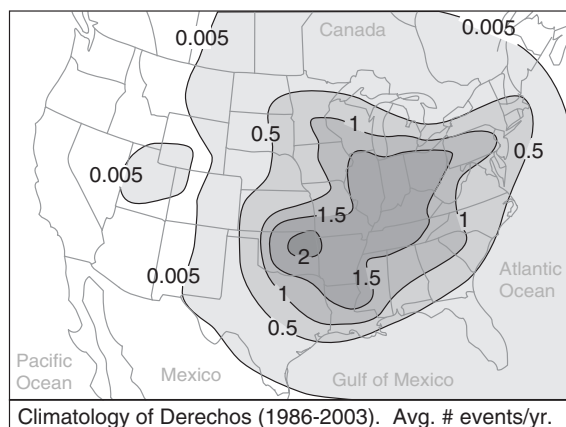 0.005
Canada
0.005
0.5
1
0.5
0.005
1.5
1
2
0.005
1.5
Atlantic
Ocean
1
0.5
Pacific
Ocean
Mexico
Gulf of Mexico
Climatology of Derechos (1986-2003). Avg. # events/yr.